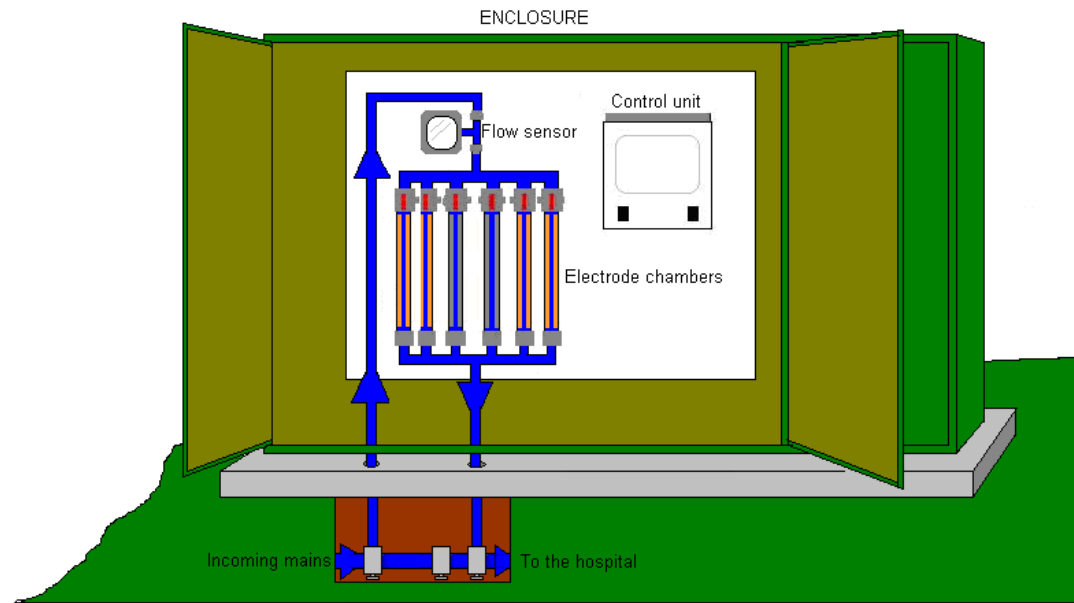 ENCLOSURE
Control unit
Flow sensor
Electrode chambers
Incoming mains
To the hospital